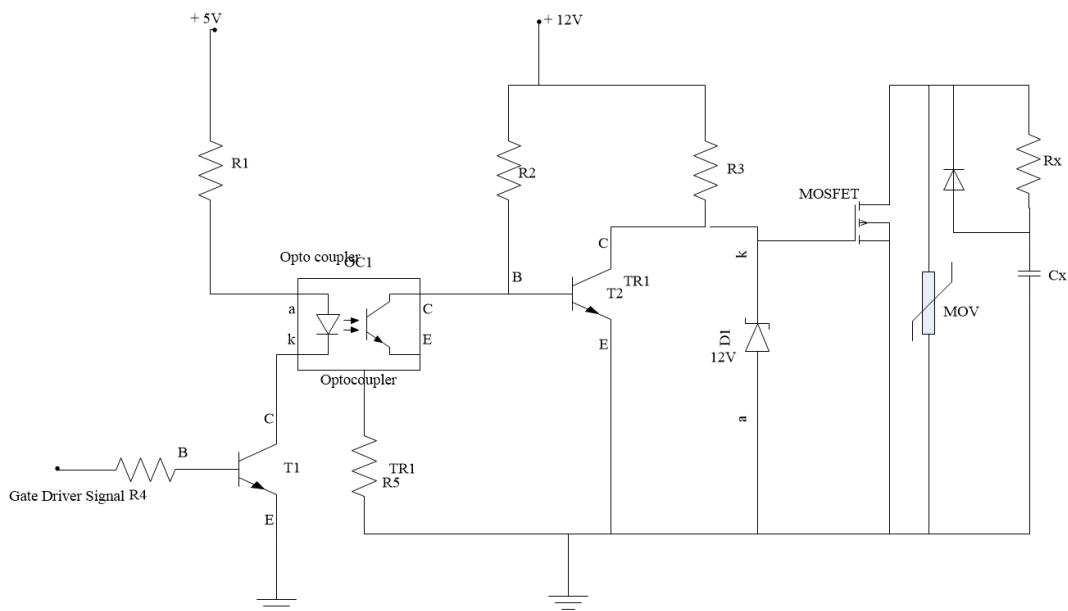 + 5V
+ 12V
R1
R2
R3
Rx
MOSFET
Opto coupler
OC1
C
k
B
TR1
T2
a
C
Cx
MOV
k
E
E
D1
12V
Optocoupler
C
a
B
T1
TR1
R5
Gate Driver Signal
R4
E